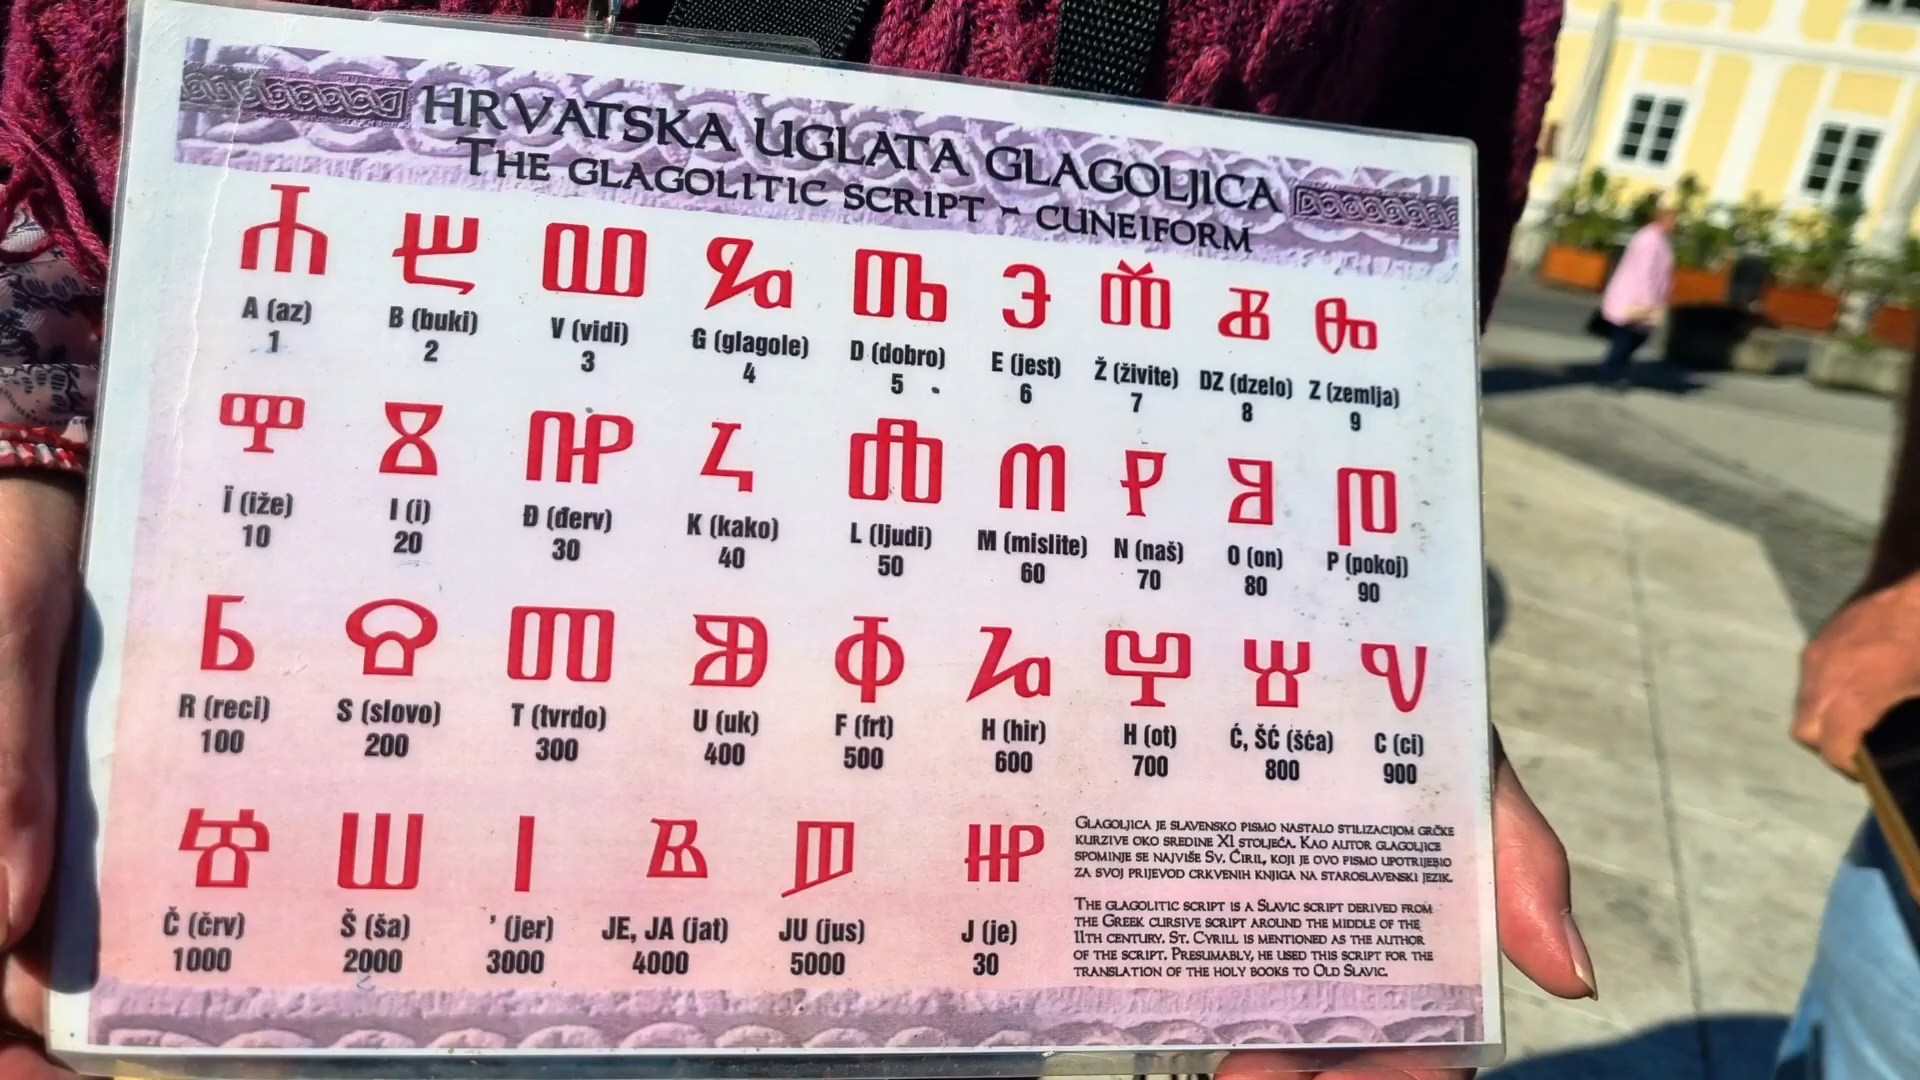 HRVATSKA UGLATA GLAGOLJICA
THE GLAGOLITIC SCRIPT ~ CUNEIFORM
Ⰰ Ⰱ Ⰲ Ⰳ Ⰴ Ⰵ Ⰶ Ⰷ Ⰸ
A (az) B (buki) V (vidi) G (glagole) D (dobro) E (jest) Ž (živite) DZ (dzelo) Z (zemlja)
1 2 3 4 5 6 7 8 9
Ⰹ Ⰻ Ⰼ Ⰽ Ⰾ Ⰿ Ⱀ Ⱁ Ⱂ
Ï (iže) I (i) Đ (đerv) K (kako) L (ljudi) M (mislite) N (naš) O (on) P (pokoj)
10 20 30 40 50 60 70 80 90
Ⱃ Ⱄ Ⱅ Ⱆ Ⱇ Ⱈ Ⱉ Ⱋ Ⱌ
R (reci) S (slovo) T (tvrdo) U (uk) F (frt) H (hir) H (ot) Ć, ŠĆ (šća) C (ci)
100 200 300 400 500 600 700 800 900
Ⱍ Ⱎ Ⰺ Ⱑ Ⱓ
Č (črv) Š (ša) ' (jer) JE, JA (jat) JU (jus) J (je)
1000 2000 3000 4000 5000 30
GLAGOLJICA JE SLAVENSKO PISMO NASTALO STILIZACIJOM GRČKE
KURZIVE OKO SREDINE XI STOLJEĆA. KAO AUTOR GLAGOLJICE
SPOMINJE SE NAJVIŠE SV. ĆIRIL, KOJI JE OVO PISMO UPOTRIJEBIO
ZA SVOJ PRIJEVOD CRKVENIH KNJIGA NA STAROSLAVENSKI JEZIK.
THE GLAGOLITIC SCRIPT IS A SLAVIC SCRIPT DERIVED FROM
THE GREEK CURSIVE SCRIPT AROUND THE MIDDLE OF THE
11TH CENTURY. ST. CYRILL IS MENTIONED AS THE AUTHOR
OF THE SCRIPT. PRESUMABLY, HE USED THIS SCRIPT FOR THE
TRANSLATION OF THE HOLY BOOKS TO OLD SLAVIC.